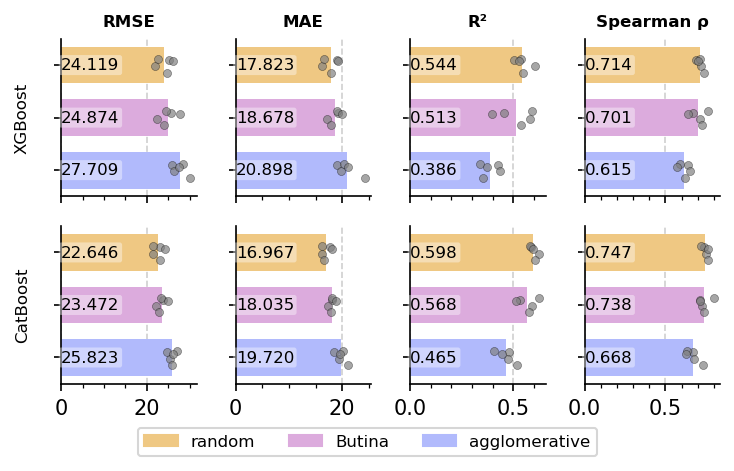 RMSE MAE R² Spearman ρ
XGBoost
24.119 17.823 0.544 0.714
24.874 18.678 0.513 0.701
27.709 20.898 0.386 0.615
CatBoost
22.646 16.967 0.598 0.747
23.472 18.035 0.568 0.738
25.823 19.720 0.465 0.668
0 20 0 20 0.0 0.5 0.0 0.5
random Butina agglomerative